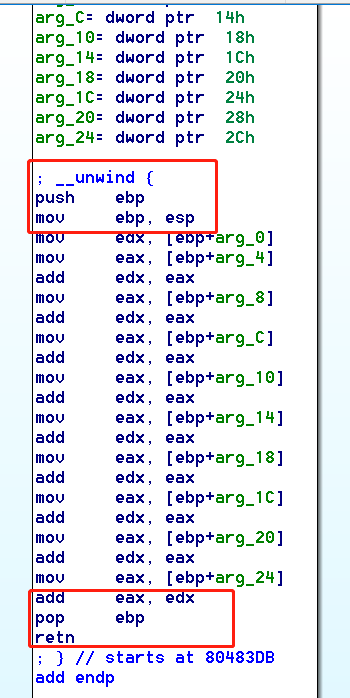 arg_C= dword ptr  14h
arg_10= dword ptr  18h
arg_14= dword ptr  1Ch
arg_18= dword ptr  20h
arg_1C= dword ptr  24h
arg_20= dword ptr  28h
arg_24= dword ptr  2Ch
; __unwind {
push    ebp
mov     ebp, esp
mov     edx, [ebp+arg_0]
mov     eax, [ebp+arg_4]
add     edx, eax
mov     eax, [ebp+arg_8]
add     edx, eax
mov     eax, [ebp+arg_C]
add     edx, eax
mov     eax, [ebp+arg_10]
add     edx, eax
mov     eax, [ebp+arg_14]
add     edx, eax
mov     eax, [ebp+arg_18]
add     edx, eax
mov     eax, [ebp+arg_1C]
add     edx, eax
mov     eax, [ebp+arg_20]
add     edx, eax
mov     eax, [ebp+arg_24]
add     eax, edx
pop     ebp
retn
; } // starts at 80483DB
add endp